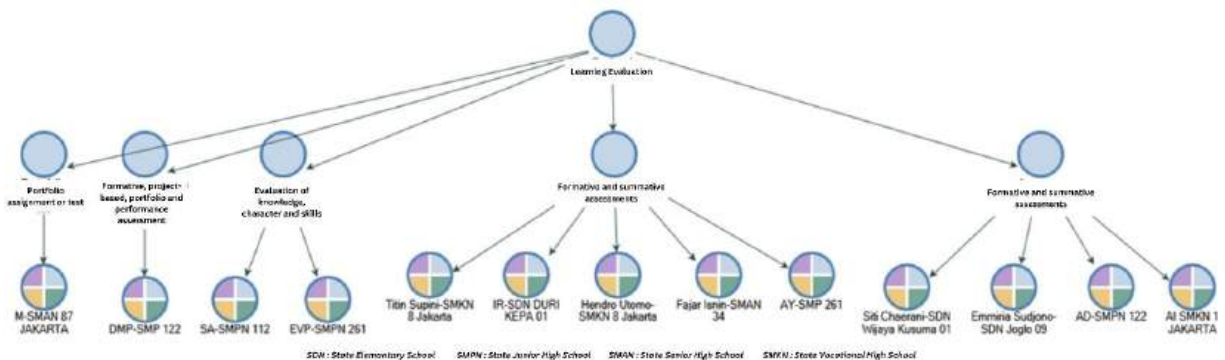 Learning Evaluation
Portfolio
assignment or test
Formative, project-
based, portfolio and
performance
assessment
Evaluation of
knowledge,
character and skills
Formative and summative
assessments
Formative and summative
assessments
M-SMAN 87
JAKARTA
DMP-SMP 122
SA-SMPN 112
EVP-SMPN 261
Titin Supini-SMKN
8 Jakarta
IR-SDN DURI
KEPA 01
Hendro Utomo-
SMKN 8 Jakarta
Fajar Isnin-SMAN
34
AY-SMP 261
Siti Chaerani-SDN
Wijaya Kusuma 01
Emminia Sudjono-
SDN Joglo 09
AD-SMPN 122
AI SMKN 1
JAKARTA
SDN : State Elementary School SMPN : State Junior High School SMAN : State Senior High School SMKN : State Vocational High School